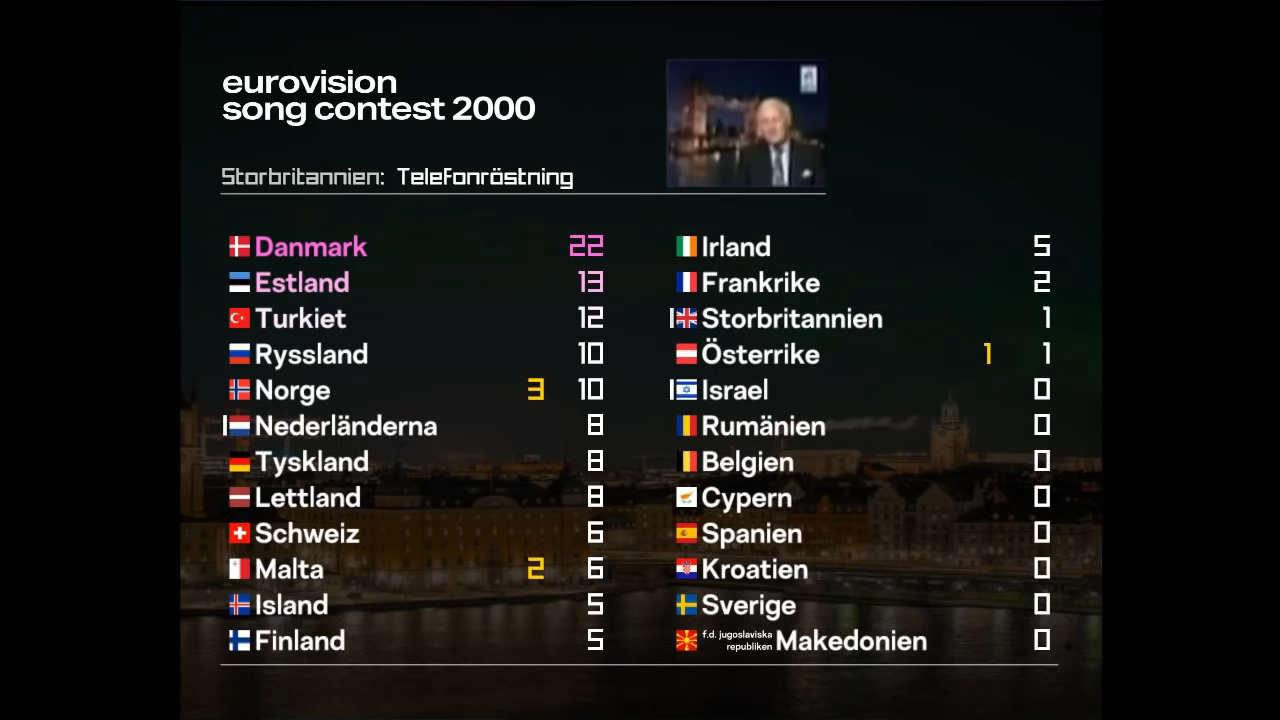 eurovision
song contest 2000
Storbritannien: Telefonröstning
Danmark 22
Estland 13
Turkiet 12
Ryssland 10
Norge 3 10
Nederländerna 8
Tyskland 8
Lettland 8
Schweiz 6
Malta 2 6
Island 5
Finland 5
Irland 5
Frankrike 2
Storbritannien 1
Österrike 1 1
Israel 0
Rumänien 0
Belgien 0
Cypern 0
Spanien 0
Kroatien 0
Sverige 0
f.d. jugoslaviska
republiken Makedonien 0